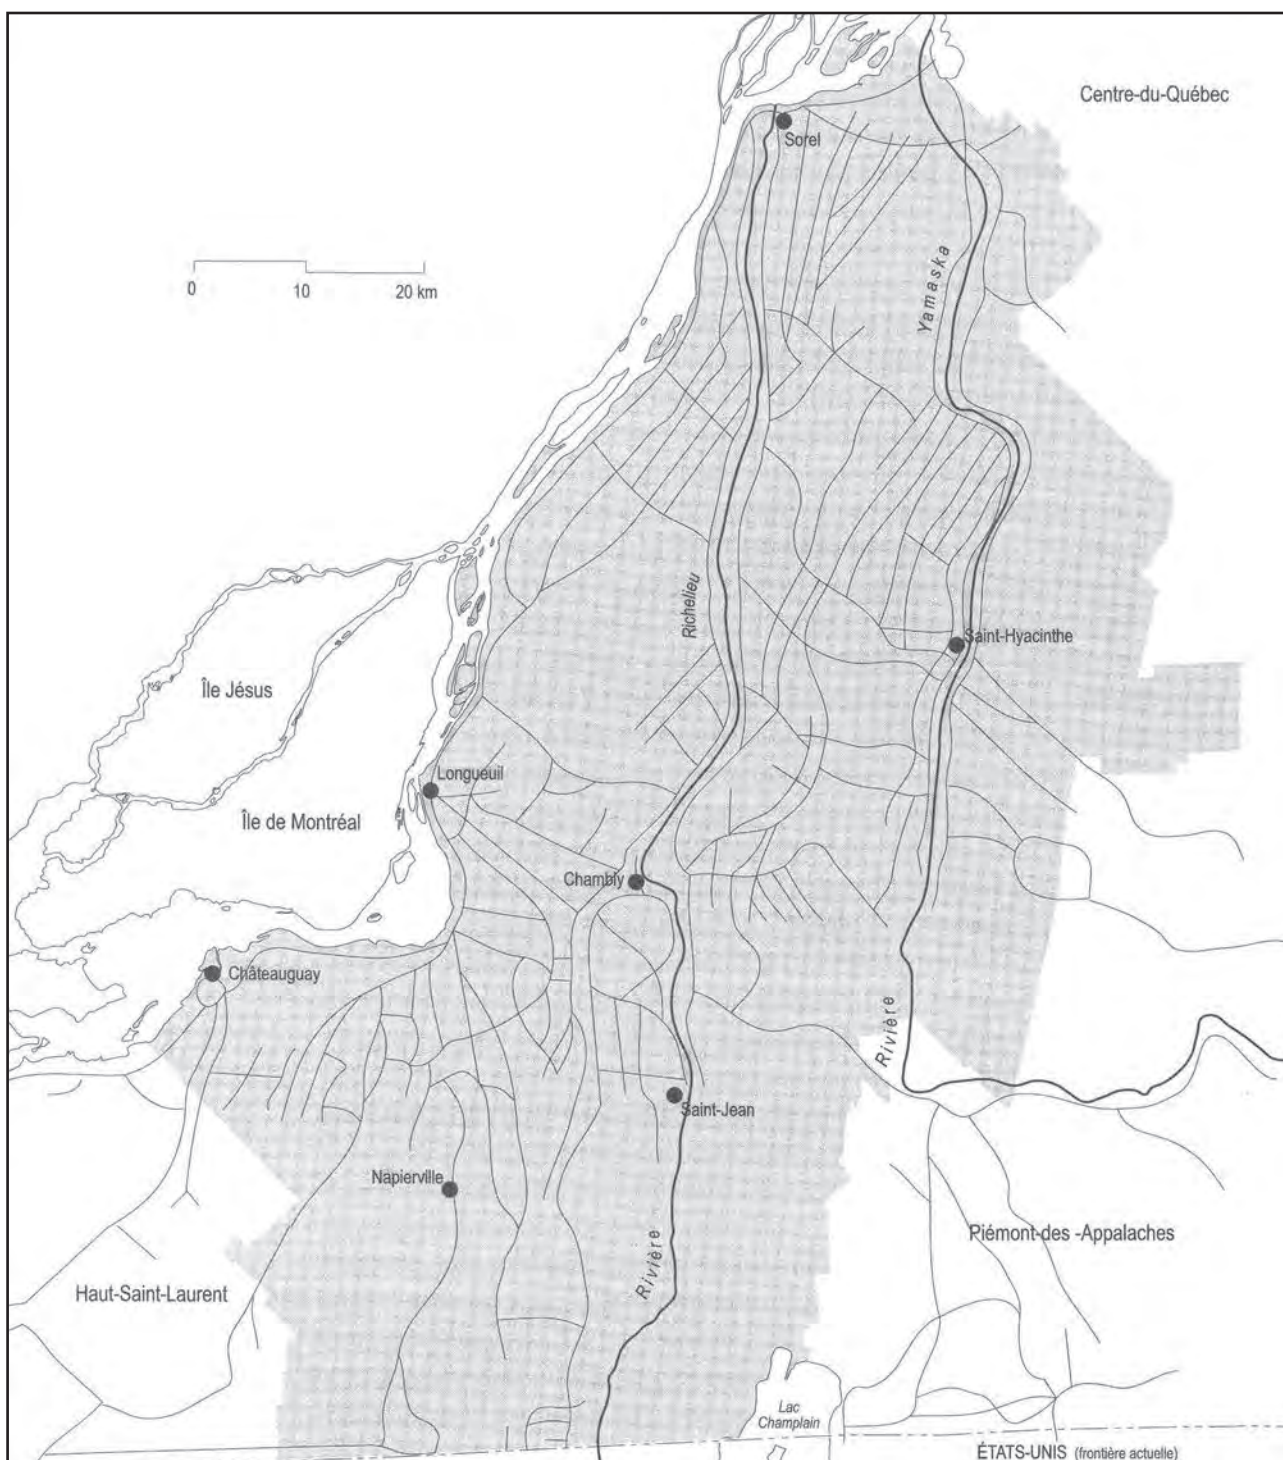 Centre-du-Québec
Sorel
Yamaska
0 10 20 km
Richelieu
Saint-Hyacinthe
Île Jésus
Longueuil
Île de Montréal
Chambly
Châteauguay
Rivière
Saint-Jean
Napierville
Piémont-des -Appalaches
Rivière
Haut-Saint-Laurent
Lac
Champlain
ÉTATS-UNIS (frontière actuelle)